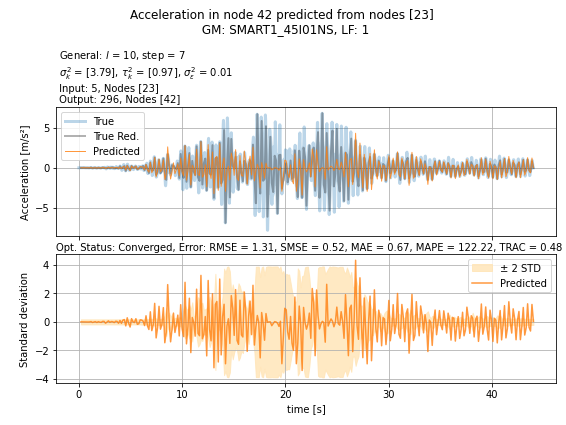 Acceleration in node 42 predicted from nodes [23]
GM: SMART1_45I01NS, LF: 1
General: l = 10, step = 7
σ²ₖ = [3.79], τ²ₖ = [0.97], σ²ₛ = 0.01
Input: 5, Nodes [23]
Output: 296, Nodes [42]
True
True Red.
Predicted
Acceleration [m/s²]
5
0
−5
Opt. Status: Converged, Error: RMSE = 1.31, SMSE = 0.52, MAE = 0.67, MAPE = 122.22, TRAC = 0.48
± 2 STD
Predicted
Standard deviation
4
2
0
−2
−4
0 10 20 30 40
time [s]